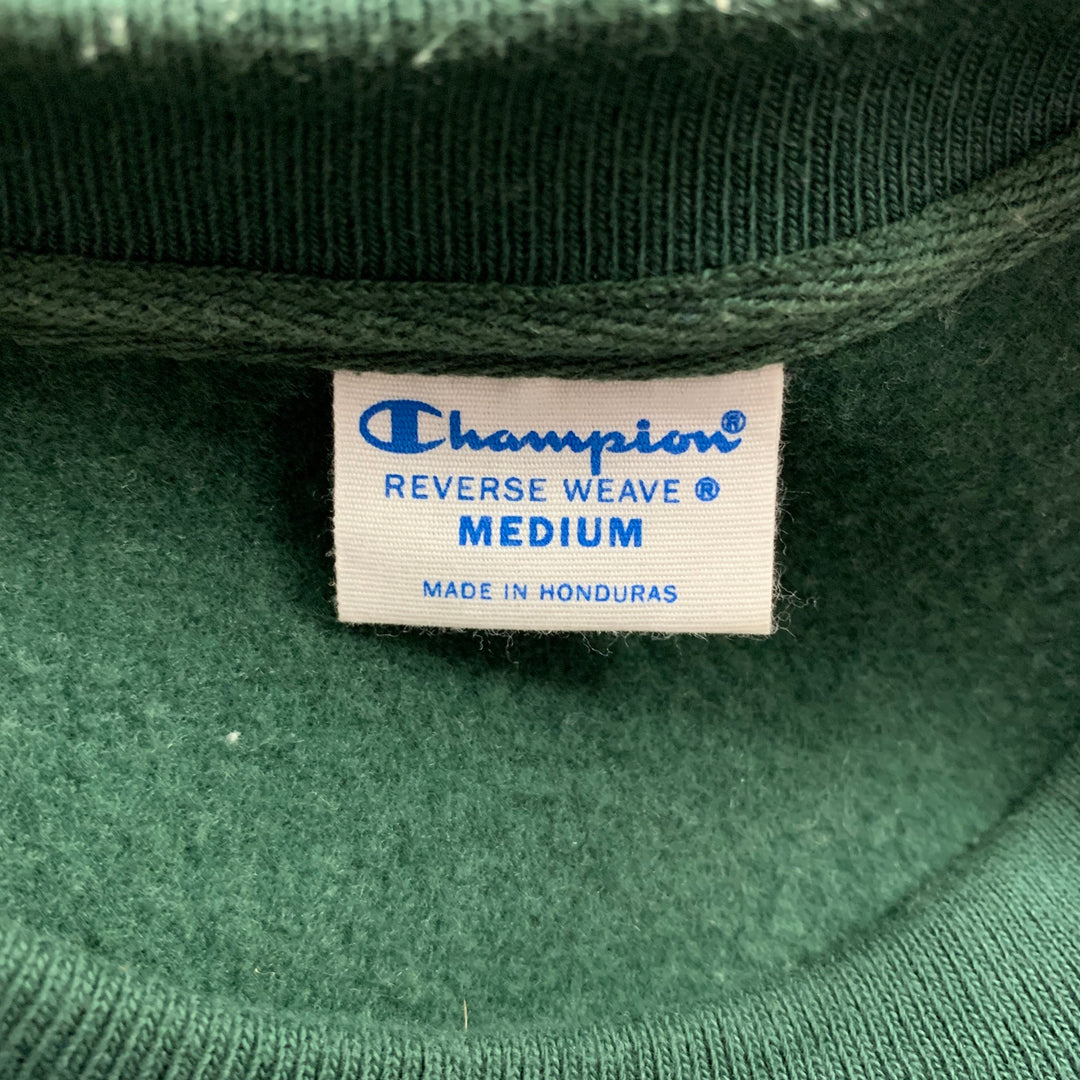 Champion®
REVERSE WEAVE ®
MEDIUM
MADE IN HONDURAS